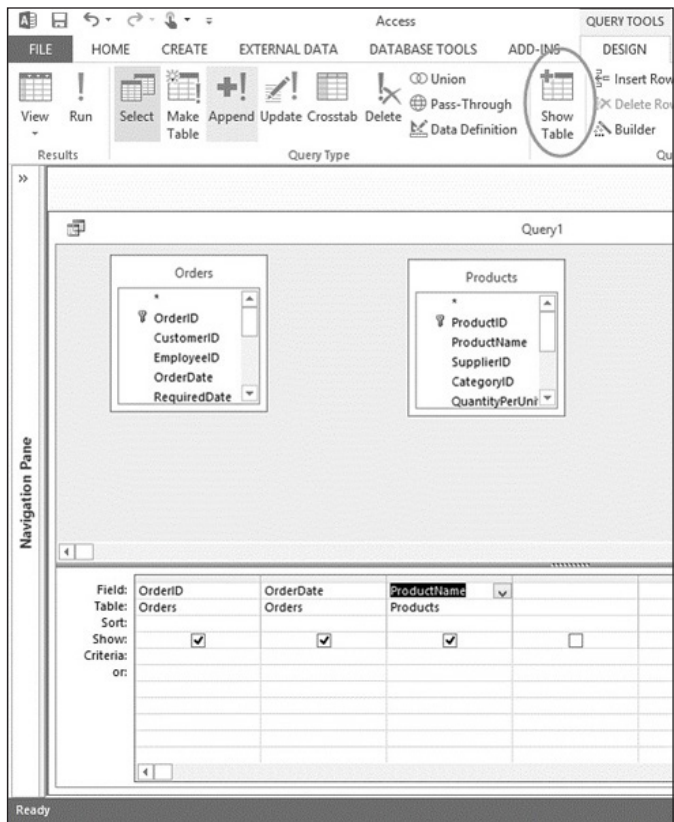 Access
QUERY TOOLS
FILE HOME CREATE EXTERNAL DATA DATABASE TOOLS ADD-INS DESIGN
View
Run
Select
Make Table
Append
Update
Crosstab
Delete
Union
Pass-Through
Data Definition
Show Table
Insert Row
Delete Ro
Builder
Results
Query Type
Qu
»
Query1
Orders
*
OrderID
CustomerID
EmployeeID
OrderDate
RequiredDate
Products
*
ProductID
ProductName
SupplierID
CategoryID
QuantityPerUni
Navigation Pane
Field: OrderID OrderDate ProductName
Table: Orders Orders Products
Sort:
Show:
Criteria:
or:
Ready